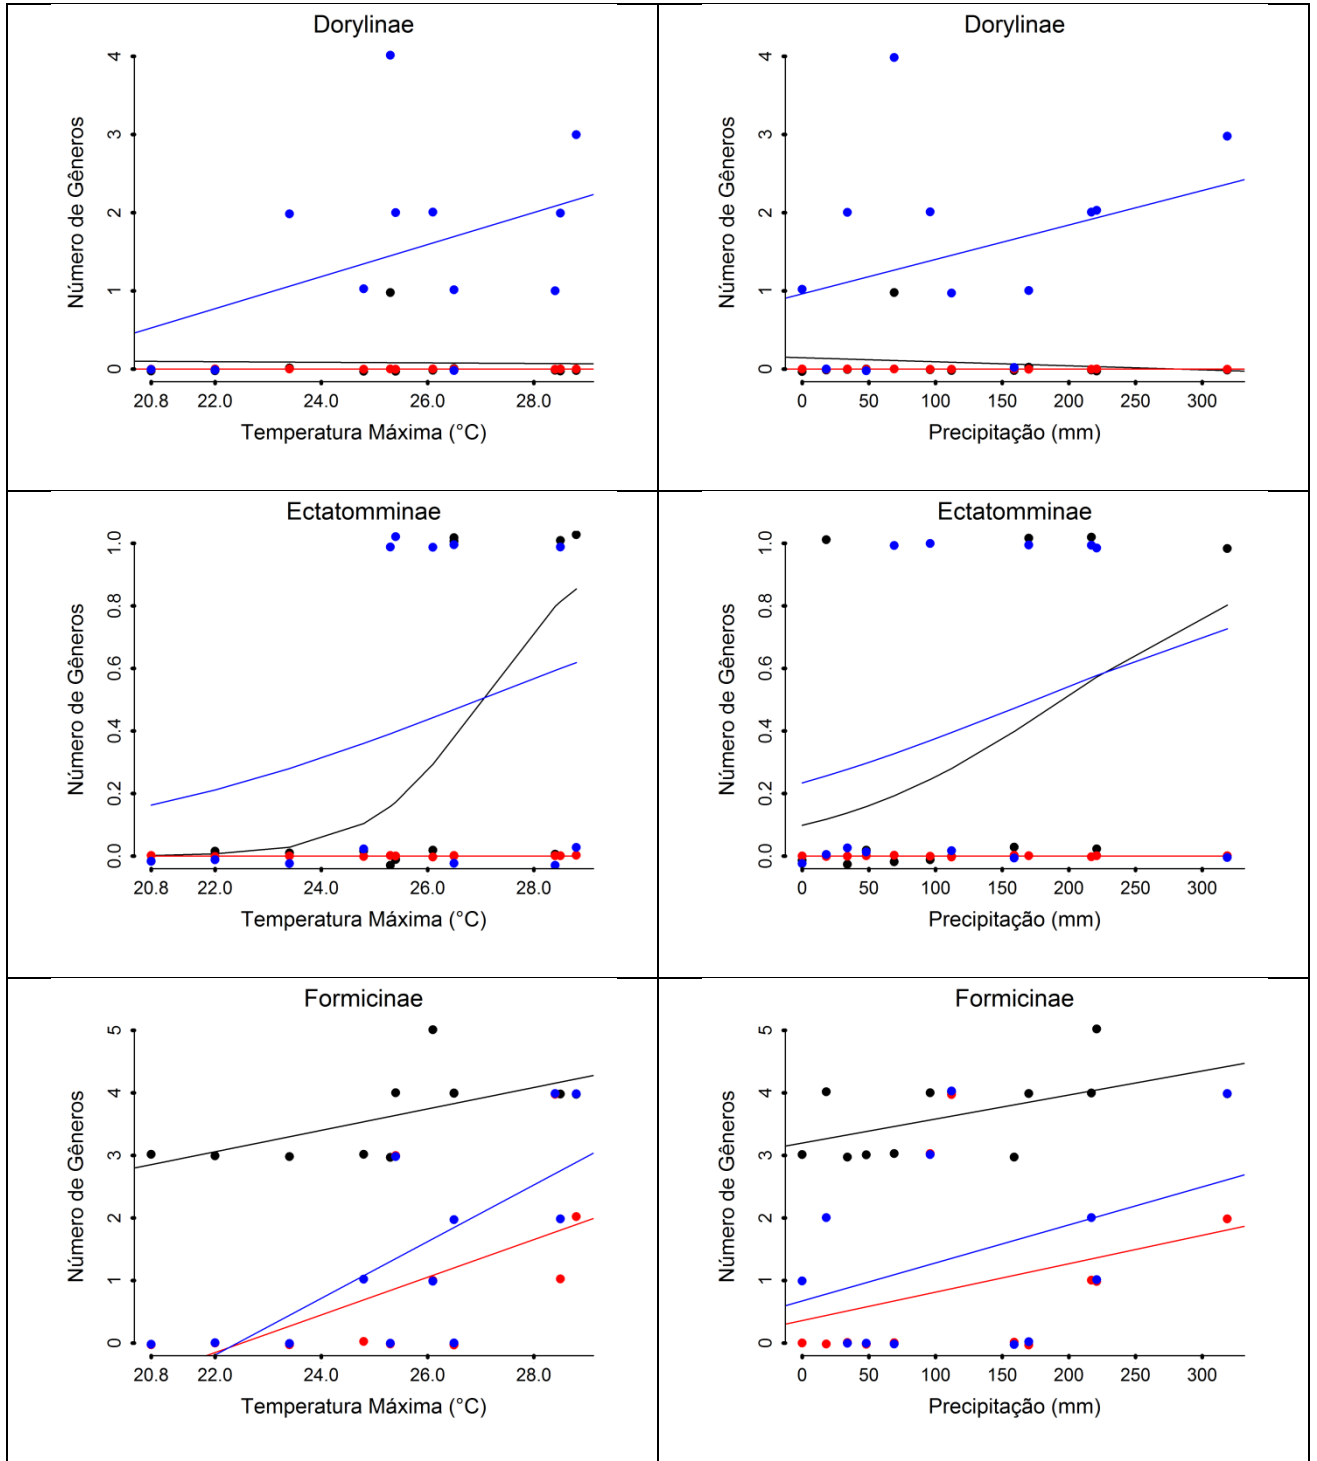 Dorylinae
Número de Gêneros
4
3
2
1
0
20.8 22.0 24.0 26.0 28.0
Temperatura Máxima (°C)
Dorylinae
Número de Gêneros
4
3
2
1
0
0 50 100 150 200 250 300
Precipitação (mm)
Ectatomminae
Número de Gêneros
1.0
0.8
0.6
0.4
0.2
0.0
20.8 22.0 24.0 26.0 28.0
Temperatura Máxima (°C)
Ectatomminae
Número de Gêneros
1.0
0.8
0.6
0.4
0.2
0.0
0 50 100 150 200 250 300
Precipitação (mm)
Formicinae
Número de Gêneros
5
4
3
2
1
0
20.8 22.0 24.0 26.0 28.0
Temperatura Máxima (°C)
Formicinae
Número de Gêneros
5
4
3
2
1
0
0 50 100 150 200 250 300
Precipitação (mm)